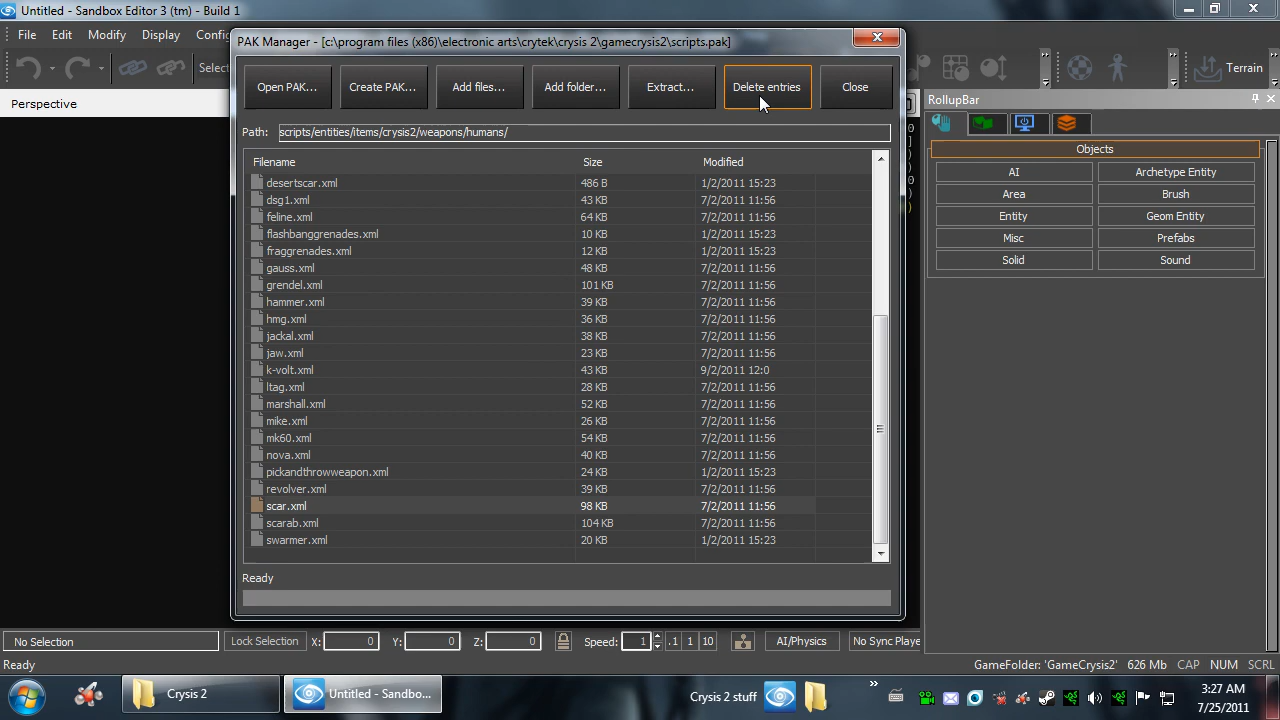 Untitled - Sandbox Editor 3 (tm) - Build 1
File Edit Modify Display Confi
Select
Terrain
Perspective
PAK Manager - [c:\program files (x86)\electronic arts\crytek\crysis 2\gamecrysis2\scripts.pak]
Open PAK... Create PAK... Add files... Add folder... Extract... Delete entries Close
Path: scripts/entities/items/crysis2/weapons/humans/
Filename Size Modified
desertscar.xml 486 B 1/2/2011 15:23
dsg1.xml 43 KB 7/2/2011 11:56
feline.xml 64 KB 7/2/2011 11:56
flashbanggrenades.xml 10 KB 1/2/2011 15:23
fraggrenades.xml 12 KB 1/2/2011 15:23
gauss.xml 48 KB 7/2/2011 11:56
grendel.xml 101 KB 7/2/2011 11:56
hammer.xml 39 KB 7/2/2011 11:56
hmg.xml 36 KB 7/2/2011 11:56
jackal.xml 38 KB 7/2/2011 11:56
jaw.xml 23 KB 7/2/2011 11:56
k-volt.xml 43 KB 9/2/2011 12:0
ltag.xml 28 KB 7/2/2011 11:56
marshall.xml 52 KB 7/2/2011 11:56
mike.xml 26 KB 7/2/2011 11:56
mk60.xml 54 KB 7/2/2011 11:56
nova.xml 40 KB 7/2/2011 11:56
pickandthrowweapon.xml 24 KB 1/2/2011 15:23
revolver.xml 39 KB 7/2/2011 11:56
scar.xml 98 KB 7/2/2011 11:56
scarab.xml 104 KB 7/2/2011 11:56
swarmer.xml 20 KB 1/2/2011 15:23
Ready
RollupBar
Objects
AI Archetype Entity
Area Brush
Entity Geom Entity
Misc Prefabs
Solid Sound
No Selection Lock Selection X: 0 Y: 0 Z: 0 Speed: 1 .1 1 10 AI/Physics No Sync Playe
Ready GameFolder: 'GameCrysis2' 626 Mb CAP NUM SCRL
Crysis 2 Untitled - Sandbo... Crysis 2 stuff » 3:27 AM
7/25/2011